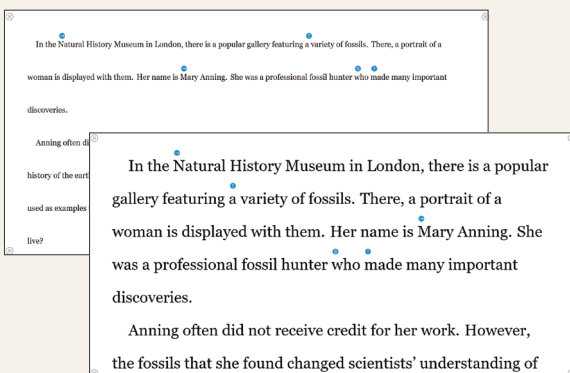 In the Natural History Museum in London, there is a popular gallery featuring a variety of fossils. There, a portrait of a
woman is displayed with them. Her name is Mary Anning. She was a professional fossil hunter who made many important
discoveries.
Anning often di
history of the eart
used as examples
live?
In the Natural History Museum in London, there is a popular
gallery featuring a variety of fossils. There, a portrait of a
woman is displayed with them. Her name is Mary Anning. She
was a professional fossil hunter who made many important
discoveries.
Anning often did not receive credit for her work. However,
the fossils that she found changed scientists’ understanding of